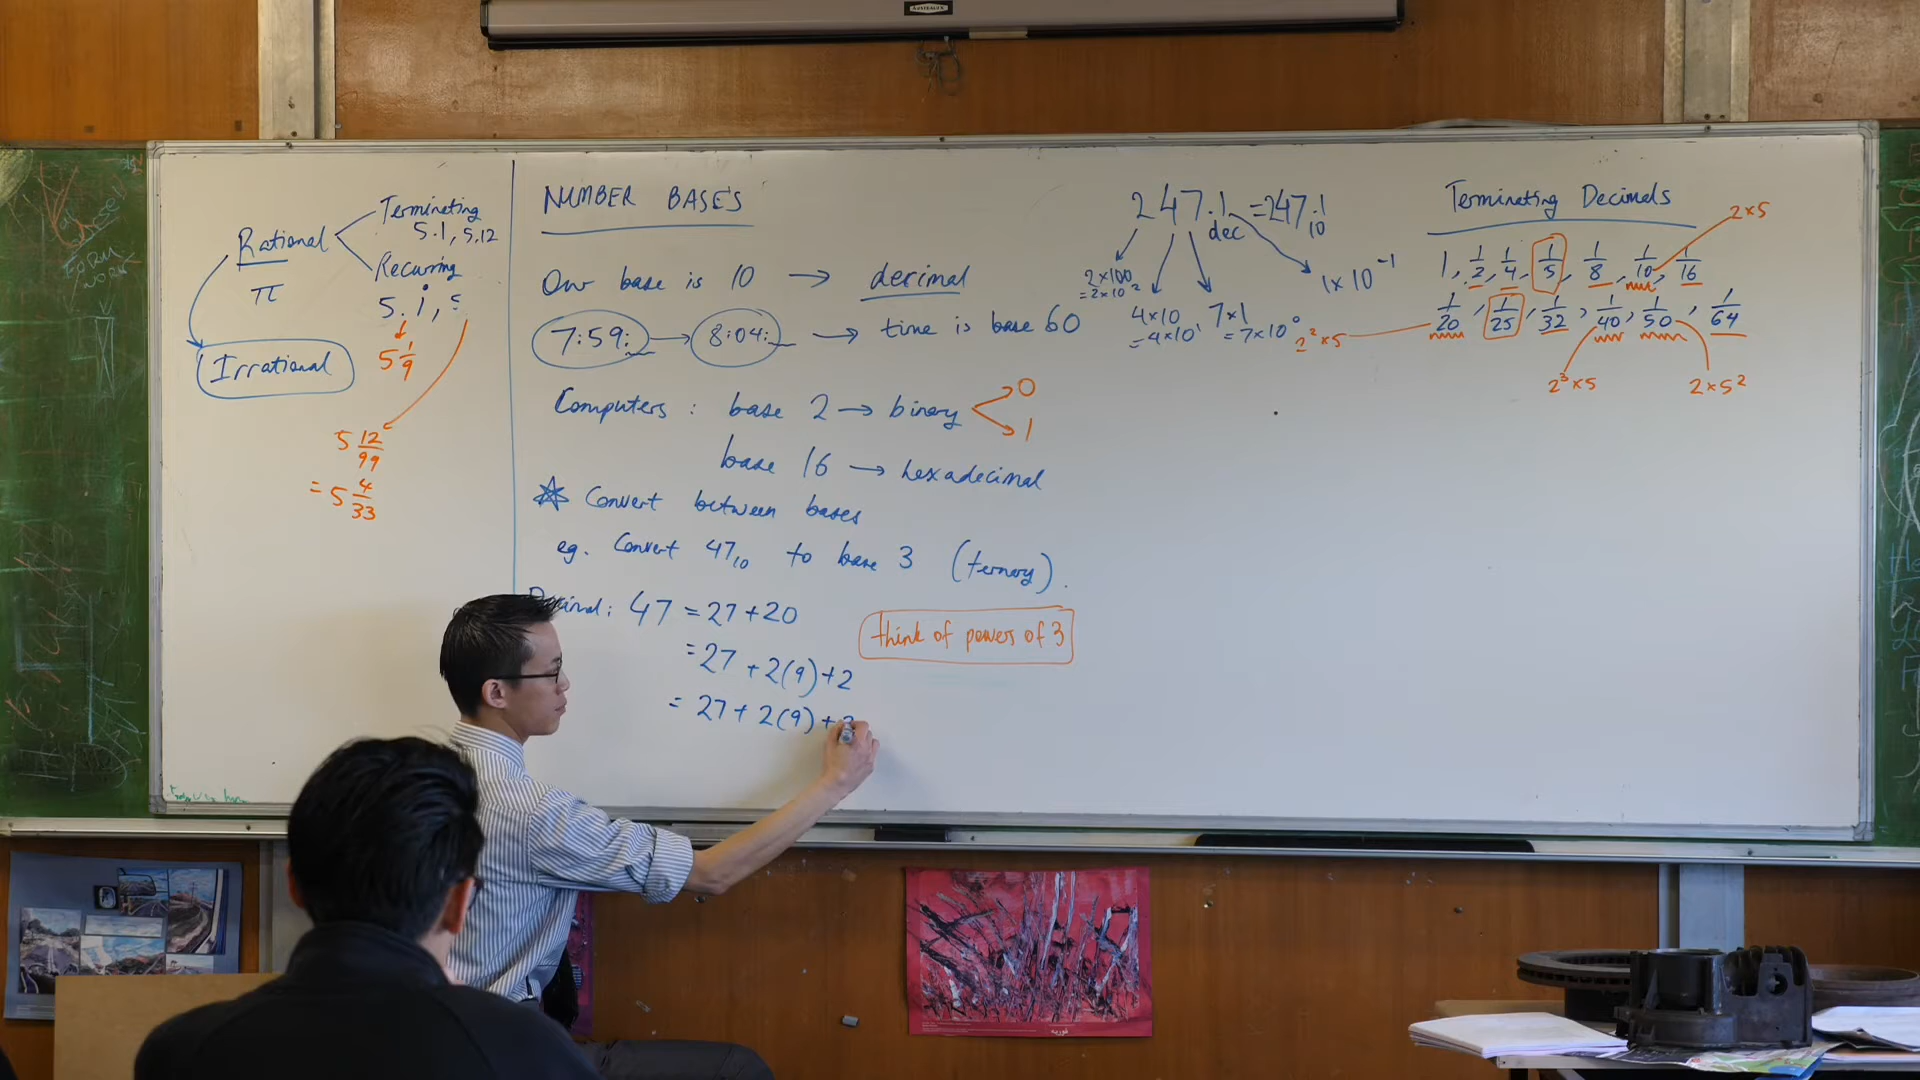 Rational
Terminating
5.1, 5.12
Recurring
π
5.1̇,
5 1/9
Irrational
5 12/99
= 5 4/33
NUMBER BASES
Our base is 10 → decimal
7:59: → 8:04: → time is base 60
Computers : base 2 → binary
0
1
base 16 → hexadecimal
☆ Convert between bases
eg. Convert 47₁₀ to base 3 (ternary).
: 47 = 27 + 20
= 27 + 2(9) + 2
= 27 + 2(9) +
think of powers of 3
247.1dec = 247.1₁₀
2×100
= 2×10²
4×10
= 4×10¹
7×1
= 7×10⁰
1×10⁻¹
Terminating Decimals
2×5
1, 1/2, 1/4, 1/5, 1/8, 1/10, 1/16
1/20, 1/25, 1/32, 1/40, 1/50, 1/64
2²×5
2³×5
2×5²